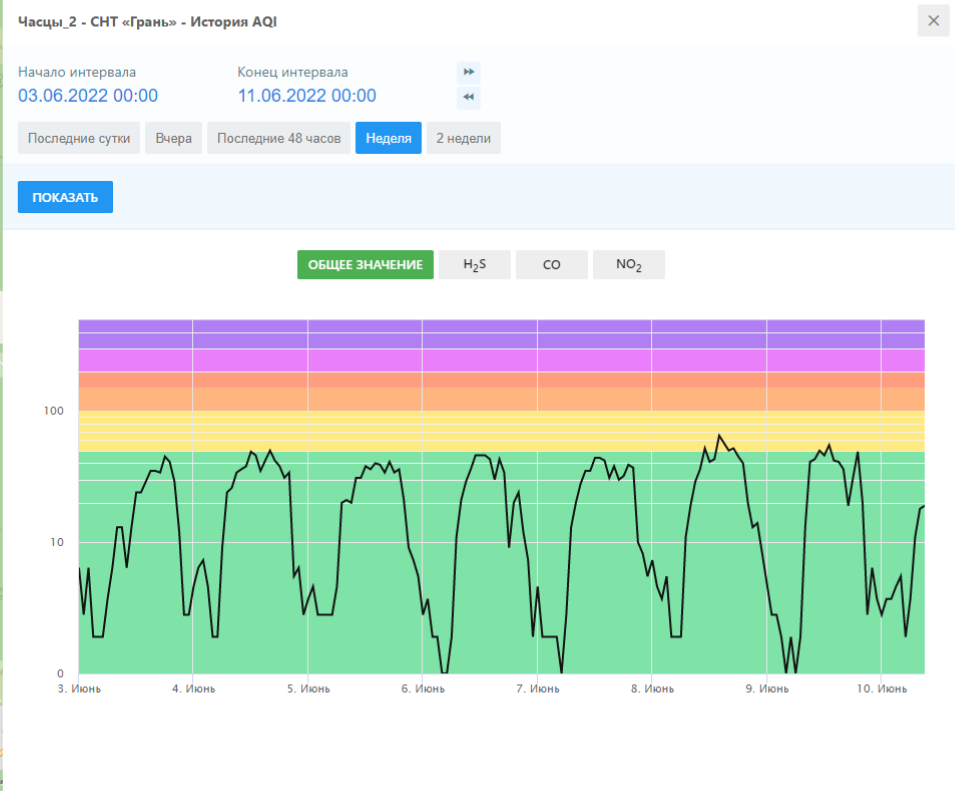 Часцы_2 - СНТ «Грань» - История AQI
Начало интервала Конец интервала
03.06.2022 00:00 11.06.2022 00:00
Последние сутки Вчера Последние 48 часов Неделя 2 недели
ПОКАЗАТЬ
ОБЩЕЕ ЗНАЧЕНИЕ H₂S CO NO₂
100
10
0
3. Июнь 4. Июнь 5. Июнь 6. Июнь 7. Июнь 8. Июнь 9. Июнь 10. Июнь